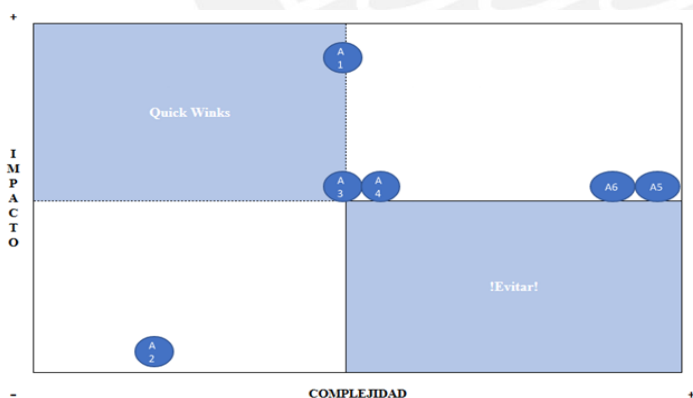 +
A
1
Quick Winks
I
M
P
A
C
T
O
A
3
A
4
A6
A5
!Evitar!
A
2
-
COMPLEJIDAD
+